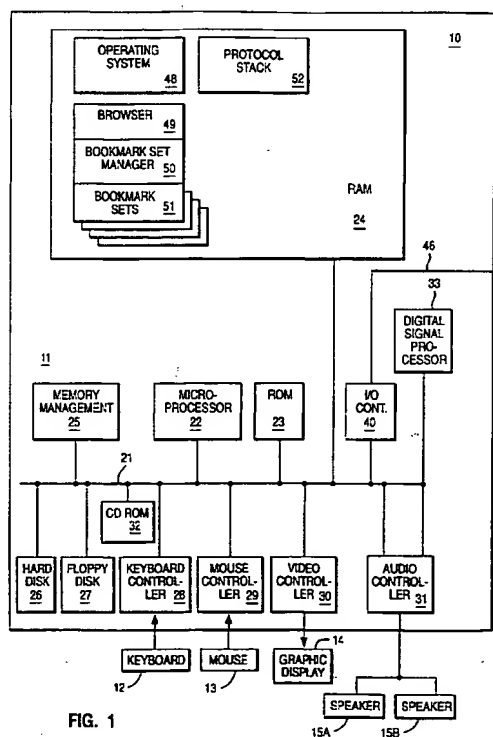 10
OPERATING
SYSTEM
48
PROTOCOL
STACK
52
BROWSER
49
BOOKMARK SET
MANAGER
50
BOOKMARK
SETS
51
RAM
24
46
33
DIGITAL
SIGNAL
PRO-
CESSOR
11
MEMORY
MANAGEMENT
25
MICRO-
PROCESSOR
22
ROM
23
I/O
CONT.
40
21
CD ROM
32
HARD
DISK
26
FLOPPY
DISK
27
KEYBOARD
CONTROL-
LER
28
MOUSE
CONTROL-
LER
29
VIDEO
CONTROL-
LER
30
AUDIO
CONTROL-
LER
31
KEYBOARD
12
MOUSE
13
GRAPHIC
DISPLAY
14
SPEAKER
15A
SPEAKER
15B
FIG. 1